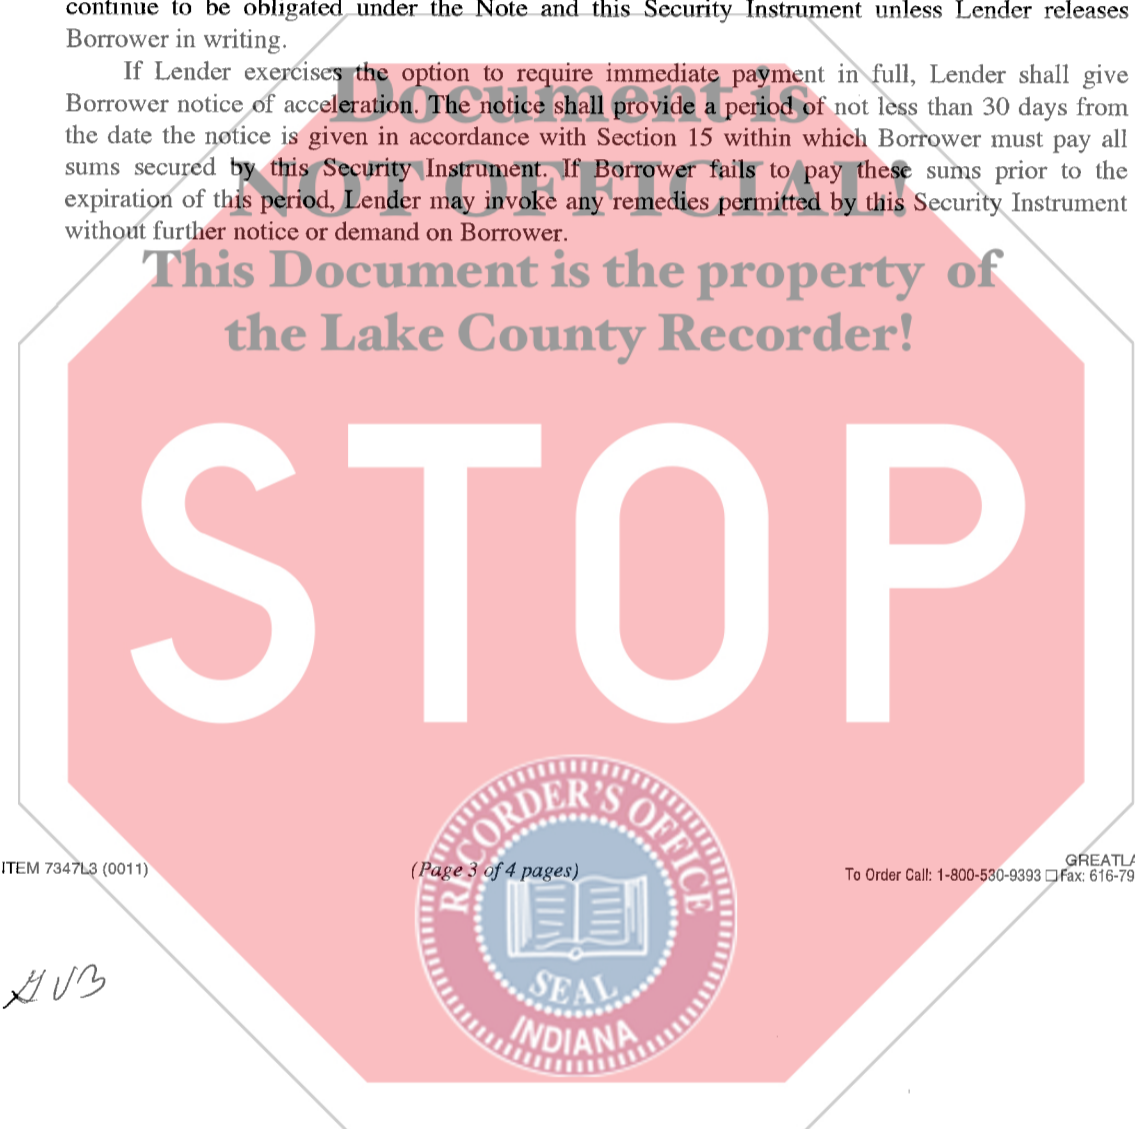 continue to be obligated under the Note and this Security Instrument unless Lender releases
Borrower in writing.
If Lender exercises the option to require immediate payment in full, Lender shall give
Borrower notice of acceleration. The notice shall provide a period of not less than 30 days from
the date the notice is given in accordance with Section 15 within which Borrower must pay all
sums secured by this Security Instrument. If Borrower fails to pay these sums prior to the
expiration of this period, Lender may invoke any remedies permitted by this Security Instrument
without further notice or demand on Borrower.
Document is
NOT OFFICIAL!
This Document is the property of
the Lake County Recorder!
STOP
RECORDER'S OFFICE
SEAL
INDIANA
ITEM 7347L3 (0011)
(Page 3 of 4 pages)
GREATLA
To Order Call: 1-800-530-9393 ☐Fax: 616-79